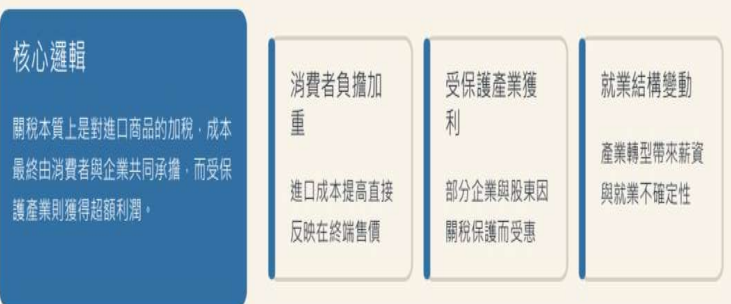 核心邏輯
關稅本質上是對進口商品的加稅，成本
最終由消費者與企業共同承擔，而受保
護產業則獲得超額利潤。
消費者負擔加
重
進口成本提高直接
反映在終端售價
受保護產業獲
利
部分企業與股東因
關稅保護而受惠
就業結構變動
產業轉型帶來薪資
與就業不確定性